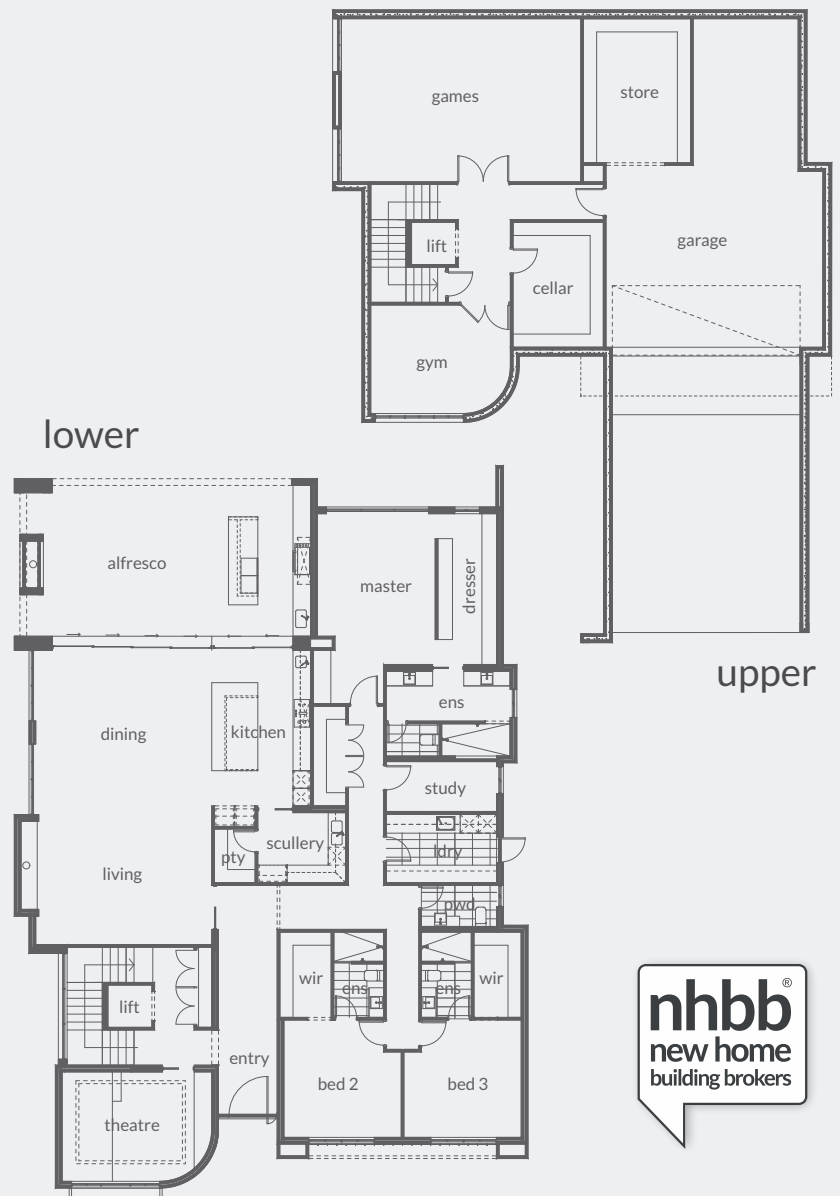 games
store
lift
garage
cellar
gym
lower
alfresco
master
dresser
upper
ens
dining
kitchen
study
scullery
pty
ldry
living
pwd
wir
ens
ens
wir
lift
entry
bed 2
bed 3
theatre
nhbb®
new home
building brokers